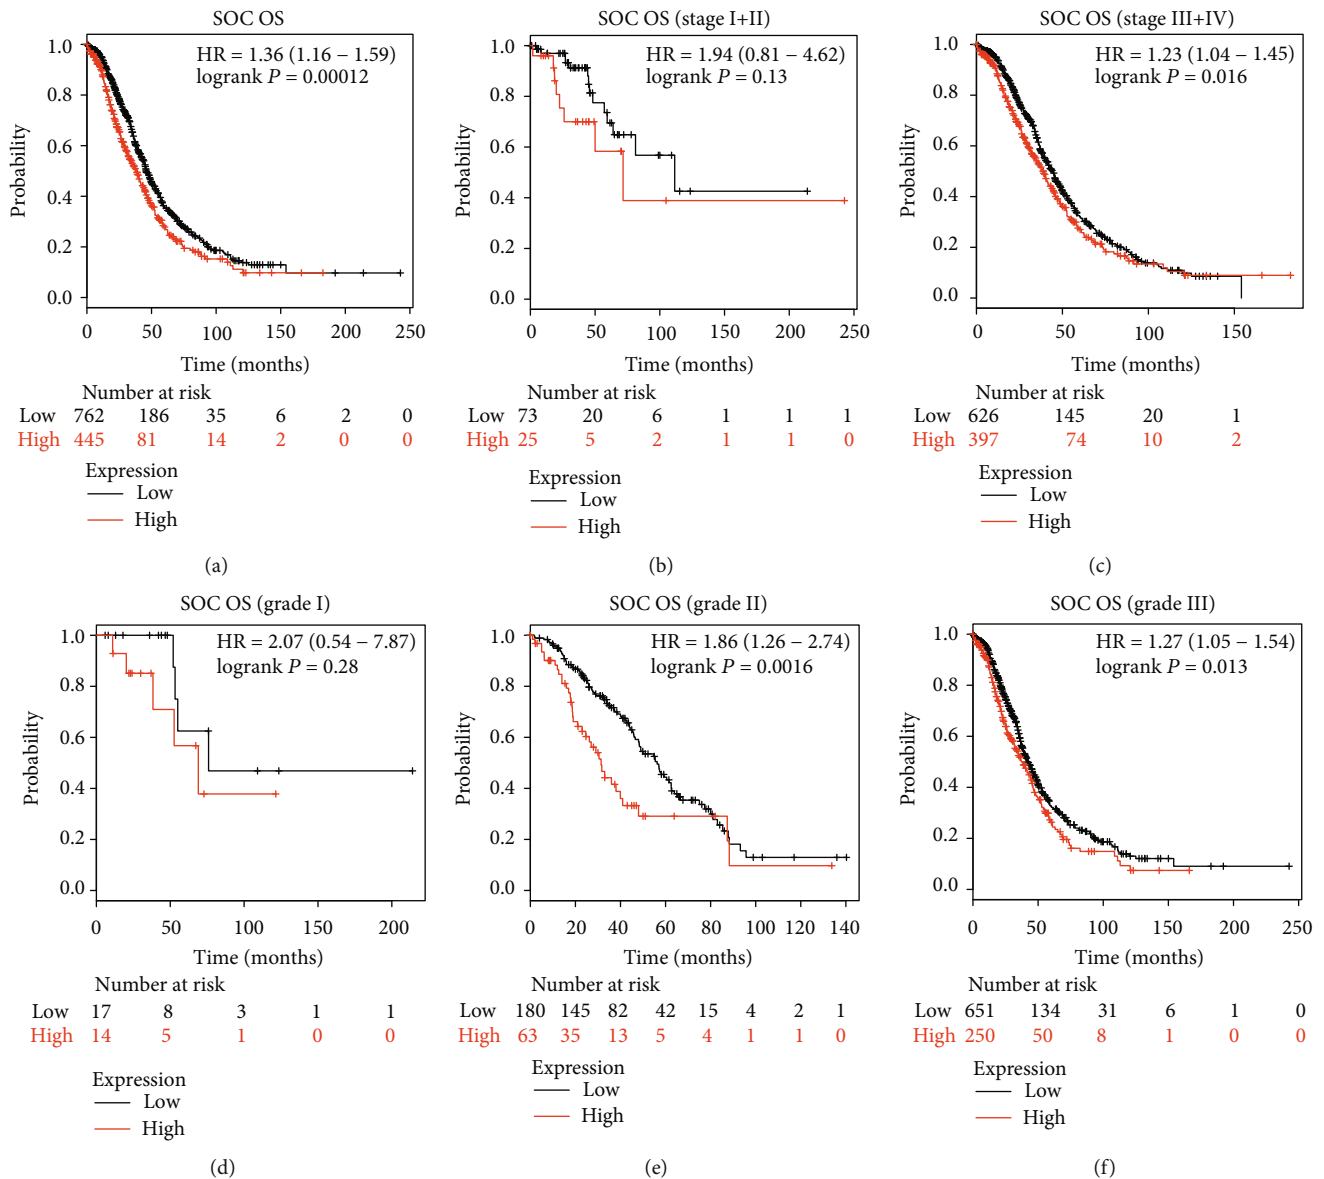 SOC OS
HR = 1.36 (1.16 − 1.59)
logrank P = 0.00012
Probability
1.0
0.8
0.6
0.4
0.2
0.0
0 50 100 150 200 250
Time (months)
Number at risk
Low 762 186 35 6 2 0
High 445 81 14 2 0 0
Expression
Low
High
(a)
SOC OS (stage I+II)
HR = 1.94 (0.81 − 4.62)
logrank P = 0.13
Probability
1.0
0.8
0.6
0.4
0.2
0.0
0 50 100 150 200 250
Time (months)
Number at risk
Low 73 20 6 1 1 1
High 25 5 2 1 1 0
Expression
Low
High
(b)
SOC OS (stage III+IV)
HR = 1.23 (1.04 − 1.45)
logrank P = 0.016
Probability
1.0
0.8
0.6
0.4
0.2
0.0
0 50 100 150
Time (months)
Number at risk
Low 626 145 20 1
High 397 74 10 2
Expression
Low
High
(c)
SOC OS (grade I)
HR = 2.07 (0.54 − 7.87)
logrank P = 0.28
Probability
1.0
0.8
0.6
0.4
0.2
0.0
0 50 100 150 200
Time (months)
Number at risk
Low 17 8 3 1 1
High 14 5 1 0 0
Expression
Low
High
(d)
SOC OS (grade II)
HR = 1.86 (1.26 − 2.74)
logrank P = 0.0016
Probability
1.0
0.8
0.6
0.4
0.2
0.0
0 20 40 60 80 100 120 140
Time (months)
Number at risk
Low 180 145 82 42 15 4 2 1
High 63 35 13 5 4 1 1 0
Expression
Low
High
(e)
SOC OS (grade III)
HR = 1.27 (1.05 − 1.54)
logrank P = 0.013
Probability
1.0
0.8
0.6
0.4
0.2
0.0
0 50 100 150 200 250
Time (months)
Number at risk
Low 651 134 31 6 1 0
High 250 50 8 1 0 0
Expression
Low
High
(f)